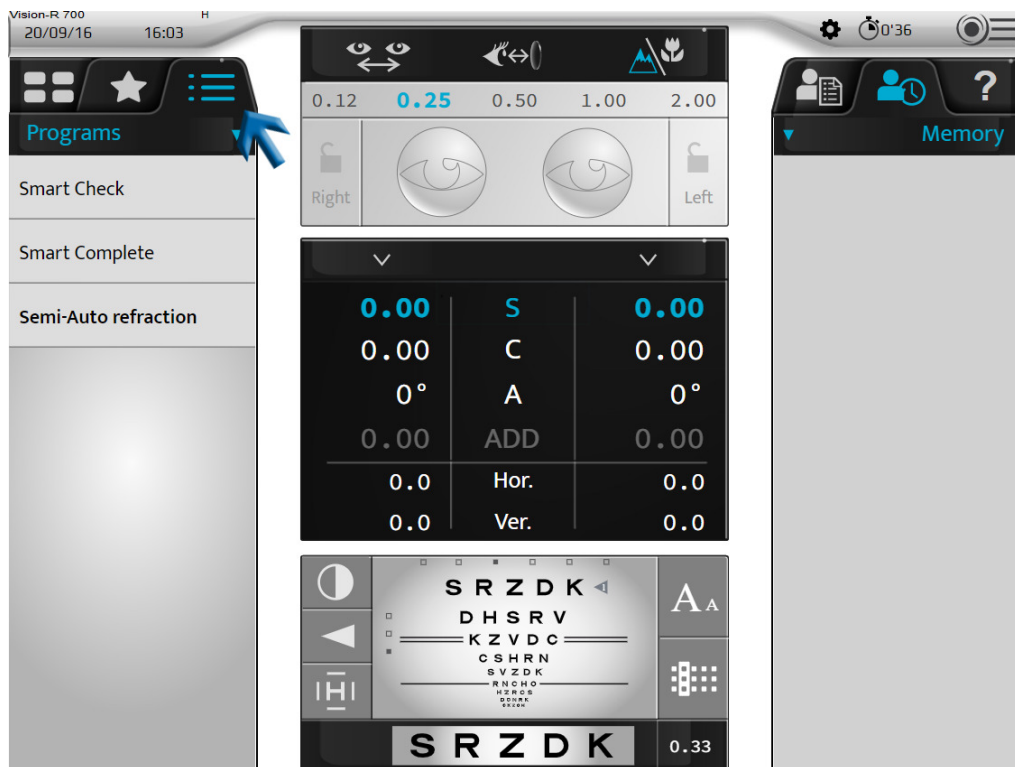 Vision-R 700 H
20/09/16 16:03
0'36
Programs
Smart Check
Smart Complete
Semi-Auto refraction
0.12 0.25 0.50 1.00 2.00
Right Left
0.00 S 0.00
0.00 C 0.00
0° A 0°
0.00 ADD 0.00
0.0 Hor. 0.0
0.0 Ver. 0.0
S R Z D K
D H S R V
K Z V D C
C S H R N
S V Z D K
R N C H O
H Z R C S
H
A A
S R Z D K 0.33
? 
Memory